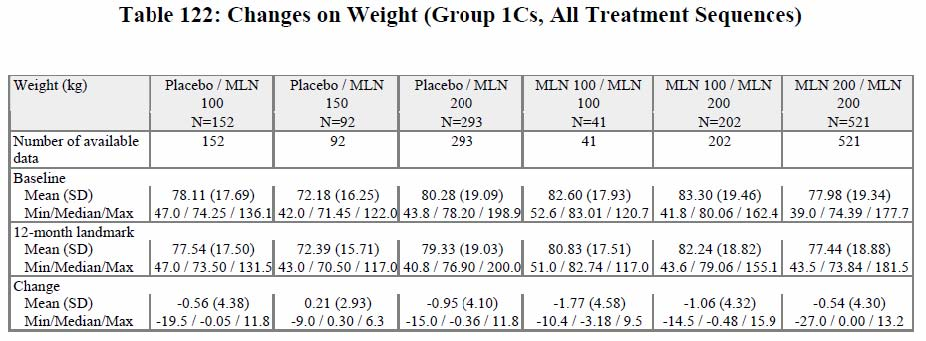 Table 122: Changes on Weight (Group 1Cs, All Treatment Sequences)
Weight (kg) Placebo / MLN Placebo / MLN Placebo / MLN MLN 100 / MLN MLN 100 / MLN MLN 200 / MLN
100 150 200 100 200 200
N=152 N=92 N=293 N=41 N=202 N=521
Number of available 152 92 293 41 202 521
data
Baseline
Mean (SD) 78.11 (17.69) 72.18 (16.25) 80.28 (19.09) 82.60 (17.93) 83.30 (19.46) 77.98 (19.34)
Min/Median/Max 47.0 / 74.25 / 136.1 42.0 / 71.45 / 122.0 43.8 / 78.20 / 198.9 52.6 / 83.01 / 120.7 41.8 / 80.06 / 162.4 39.0 / 74.39 / 177.7
12-month landmark
Mean (SD) 77.54 (17.50) 72.39 (15.71) 79.33 (19.03) 80.83 (17.51) 82.24 (18.82) 77.44 (18.88)
Min/Median/Max 47.0 / 73.50 / 131.5 43.0 / 70.50 / 117.0 40.8 / 76.90 / 200.0 51.0 / 82.74 / 117.0 43.6 / 79.06 / 155.1 43.5 / 73.84 / 181.5
Change
Mean (SD) -0.56 (4.38) 0.21 (2.93) -0.95 (4.10) -1.77 (4.58) -1.06 (4.32) -0.54 (4.30)
Min/Median/Max -19.5 / -0.05 / 11.8 -9.0 / 0.30 / 6.3 -15.0 / -0.36 / 11.8 -10.4 / -3.18 / 9.5 -14.5 / -0.48 / 15.9 -27.0 / 0.00 / 13.2